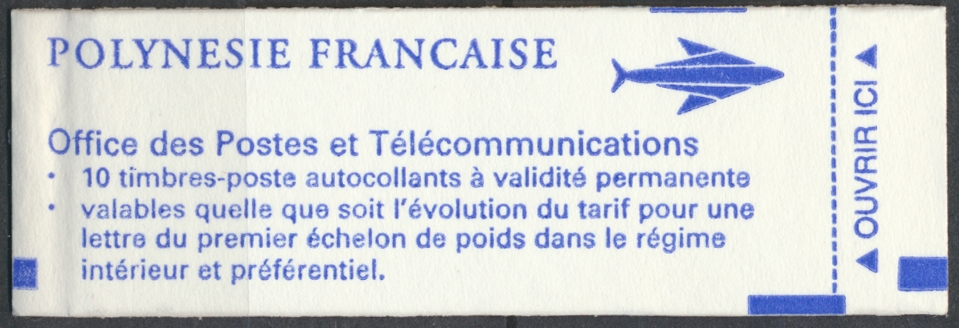 POLYNESIE FRANCAISE
Office des Postes et Télécommunications
• 10 timbres-poste autocollants à validité permanente
• valables quelle que soit l'évolution du tarif pour une
lettre du premier échelon de poids dans le régime
intérieur et préférentiel.
▲ OUVRIR ICI ▲